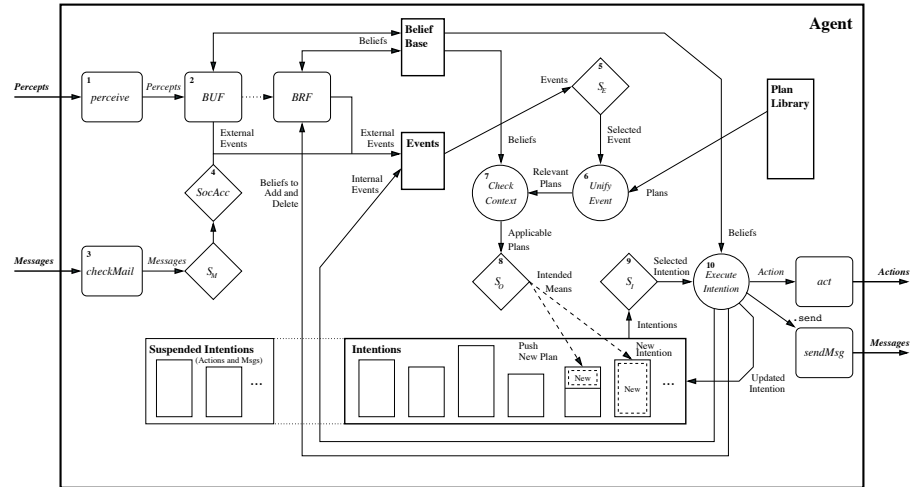 Agent
Belief
Base
Beliefs
1
perceive
Percepts
Percepts
2
BUF
BRF
5
S_E
Events
Plan
Library
External
Events
External
Events
Events
Beliefs
Selected
Event
4
SocAcc
Beliefs to
Add and
Delete
Internal
Events
7
Check
Context
Relevant
Plans
6
Unify
Event
Plans
Applicable
Plans
Beliefs
3
checkMail
Messages
Messages
S_M
8
S_O
Intended
Means
9
S_I
Selected
Intention
10
Execute
Intention
Action
act
Actions
.send
sendMsg
Messages
Intentions
Suspended Intentions
(Actions and Msgs)
...
Intentions
Push
New Plan
New
New
Intention
New
...
Updated
Intention